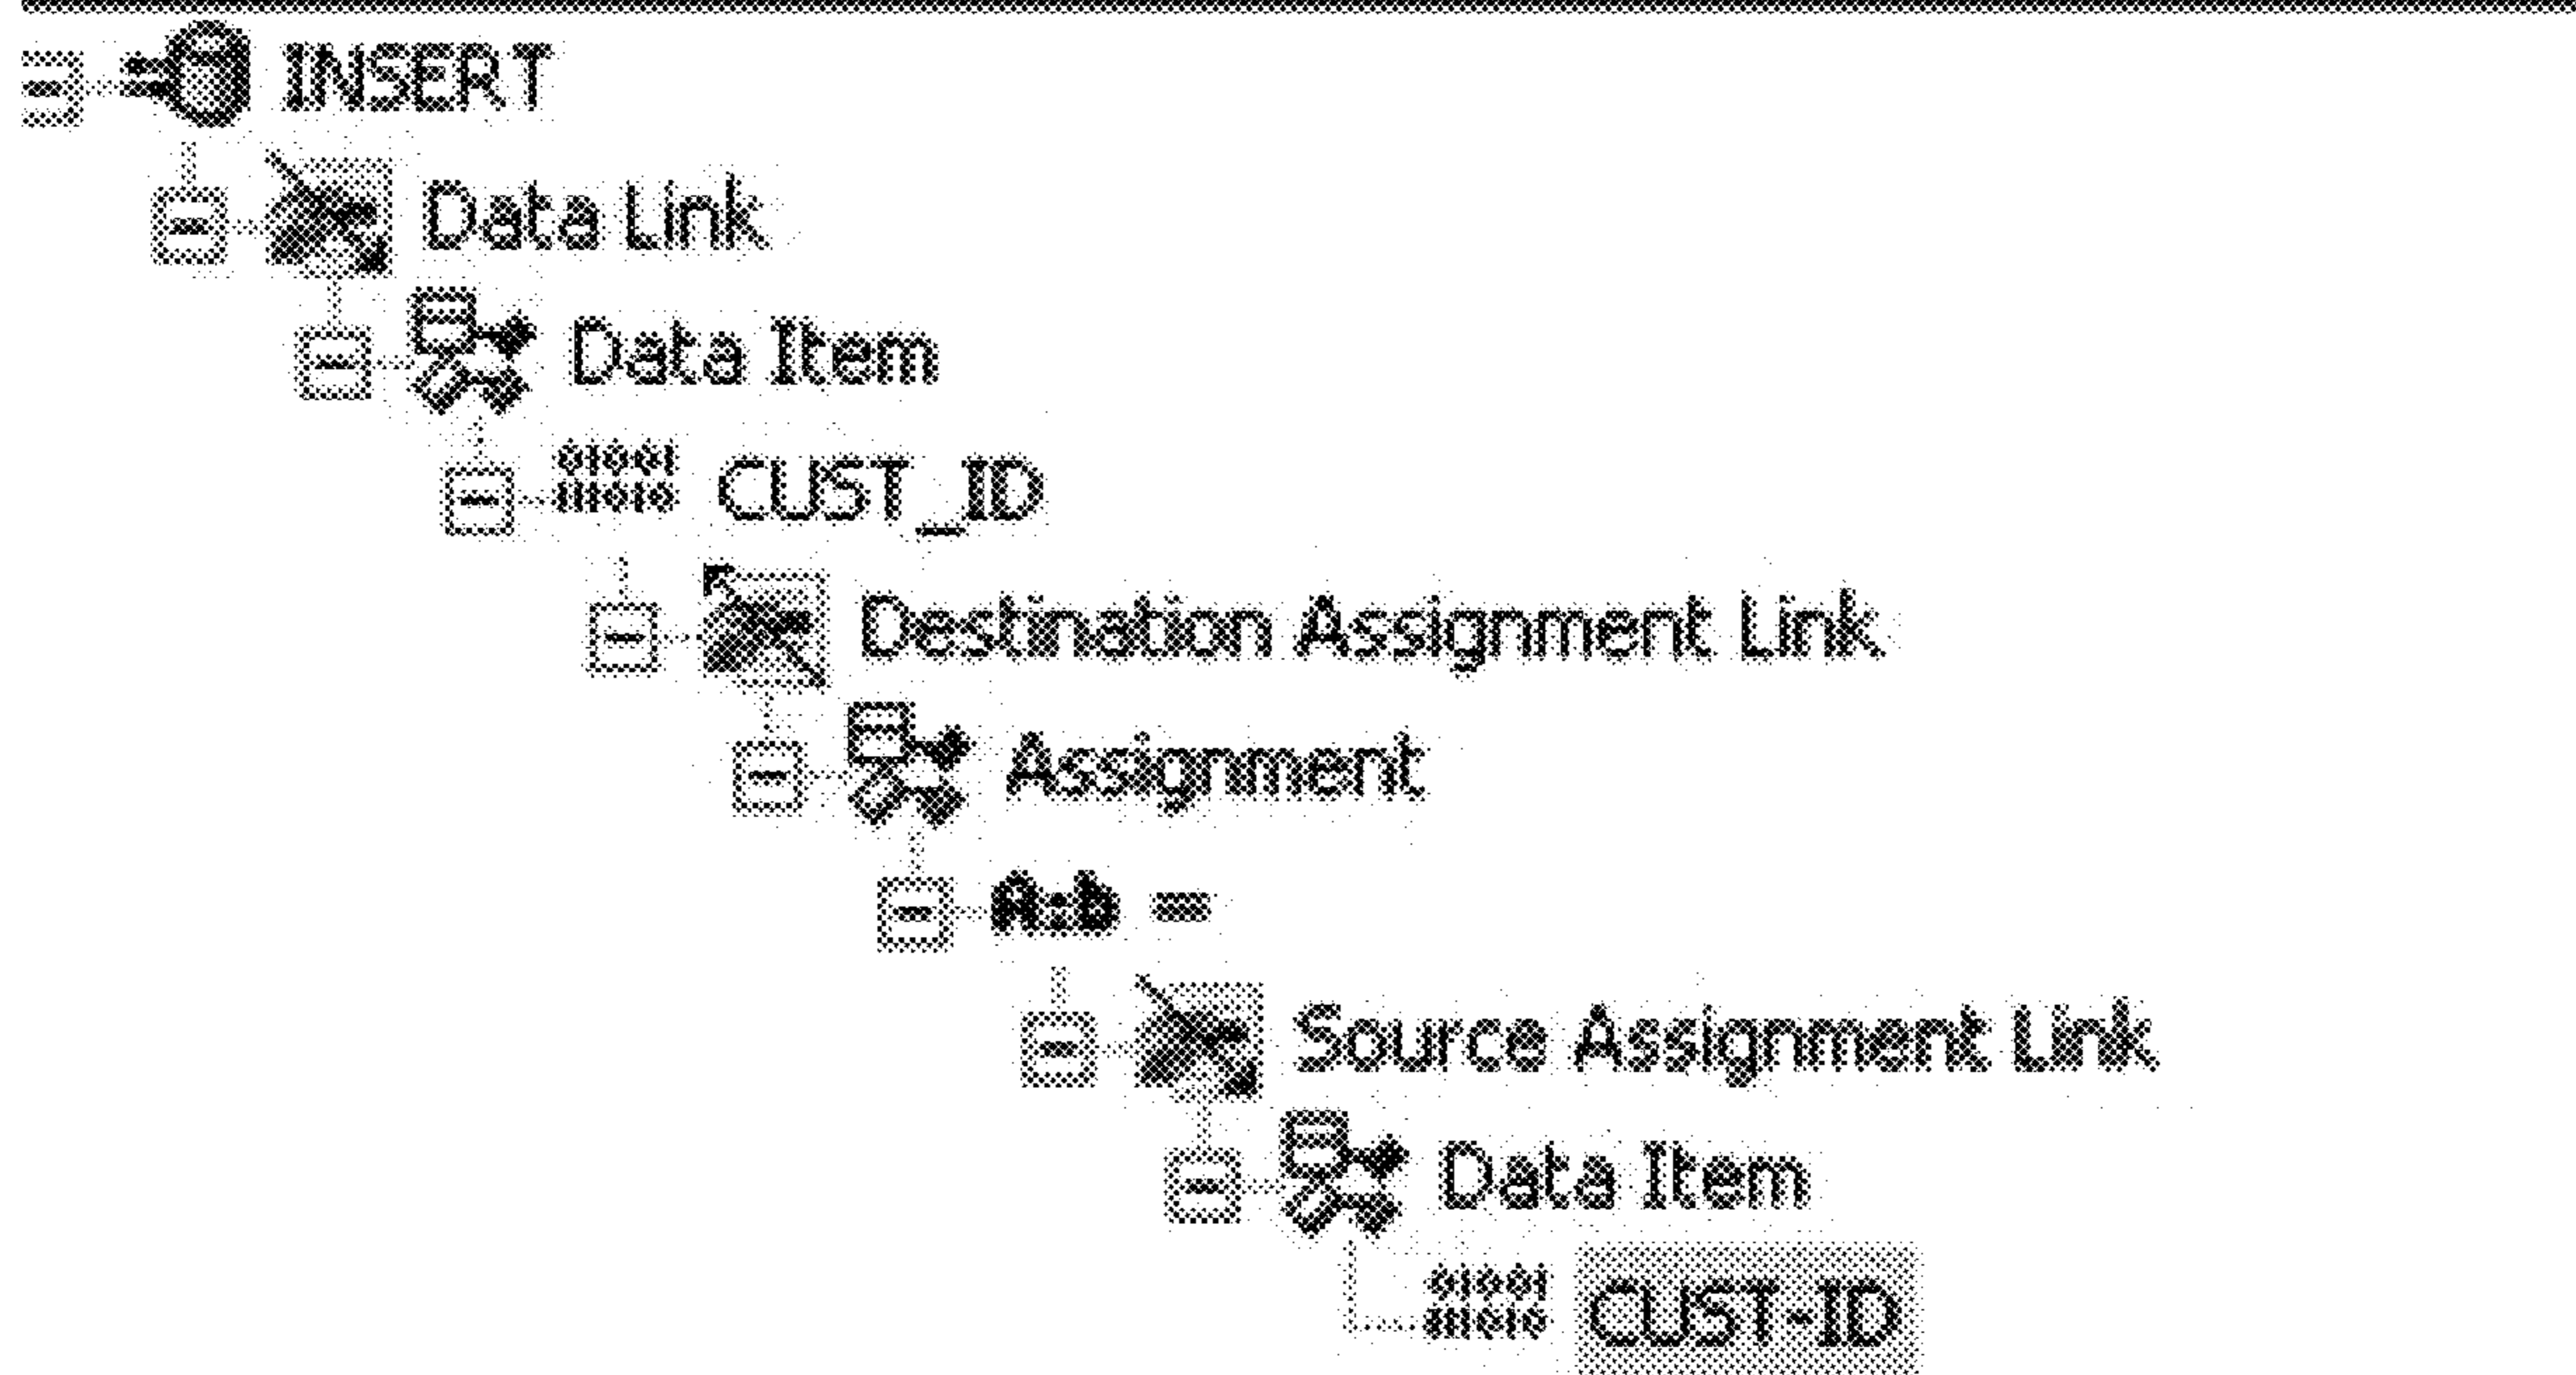 INSERT
Data Link
Data Item
CUST_ID
Destination Assignment Link
Assignment
A:b =
Source Assignment Link
Data Item
CUST-ID